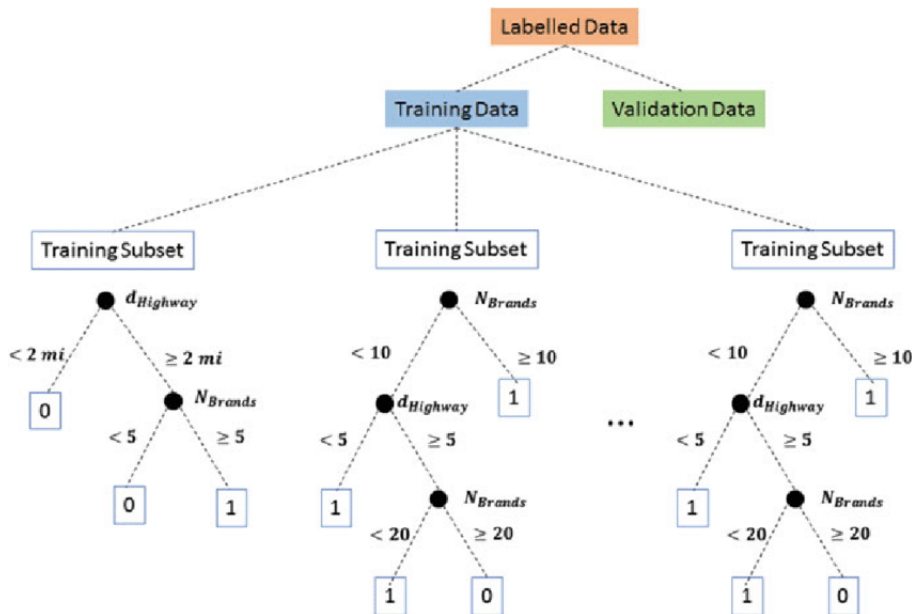 Labelled Data
Training Data
Validation Data
Training Subset
Training Subset
Training Subset
d_Highway
N_Brands
N_Brands
< 2 mi
≥ 2 mi
< 10
≥ 10
< 10
≥ 10
0
N_Brands
d_Highway
1
...
d_Highway
1
< 5
≥ 5
< 5
≥ 5
< 5
≥ 5
0
1
1
N_Brands
1
N_Brands
< 20
≥ 20
< 20
≥ 20
1
0
1
0